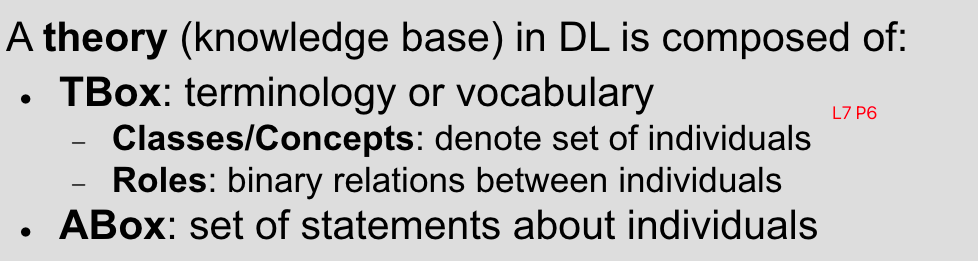 A theory (knowledge base) in DL is composed of:
• TBox: terminology or vocabulary
L7 P6
– Classes/Concepts: denote set of individuals
– Roles: binary relations between individuals
• ABox: set of statements about individuals